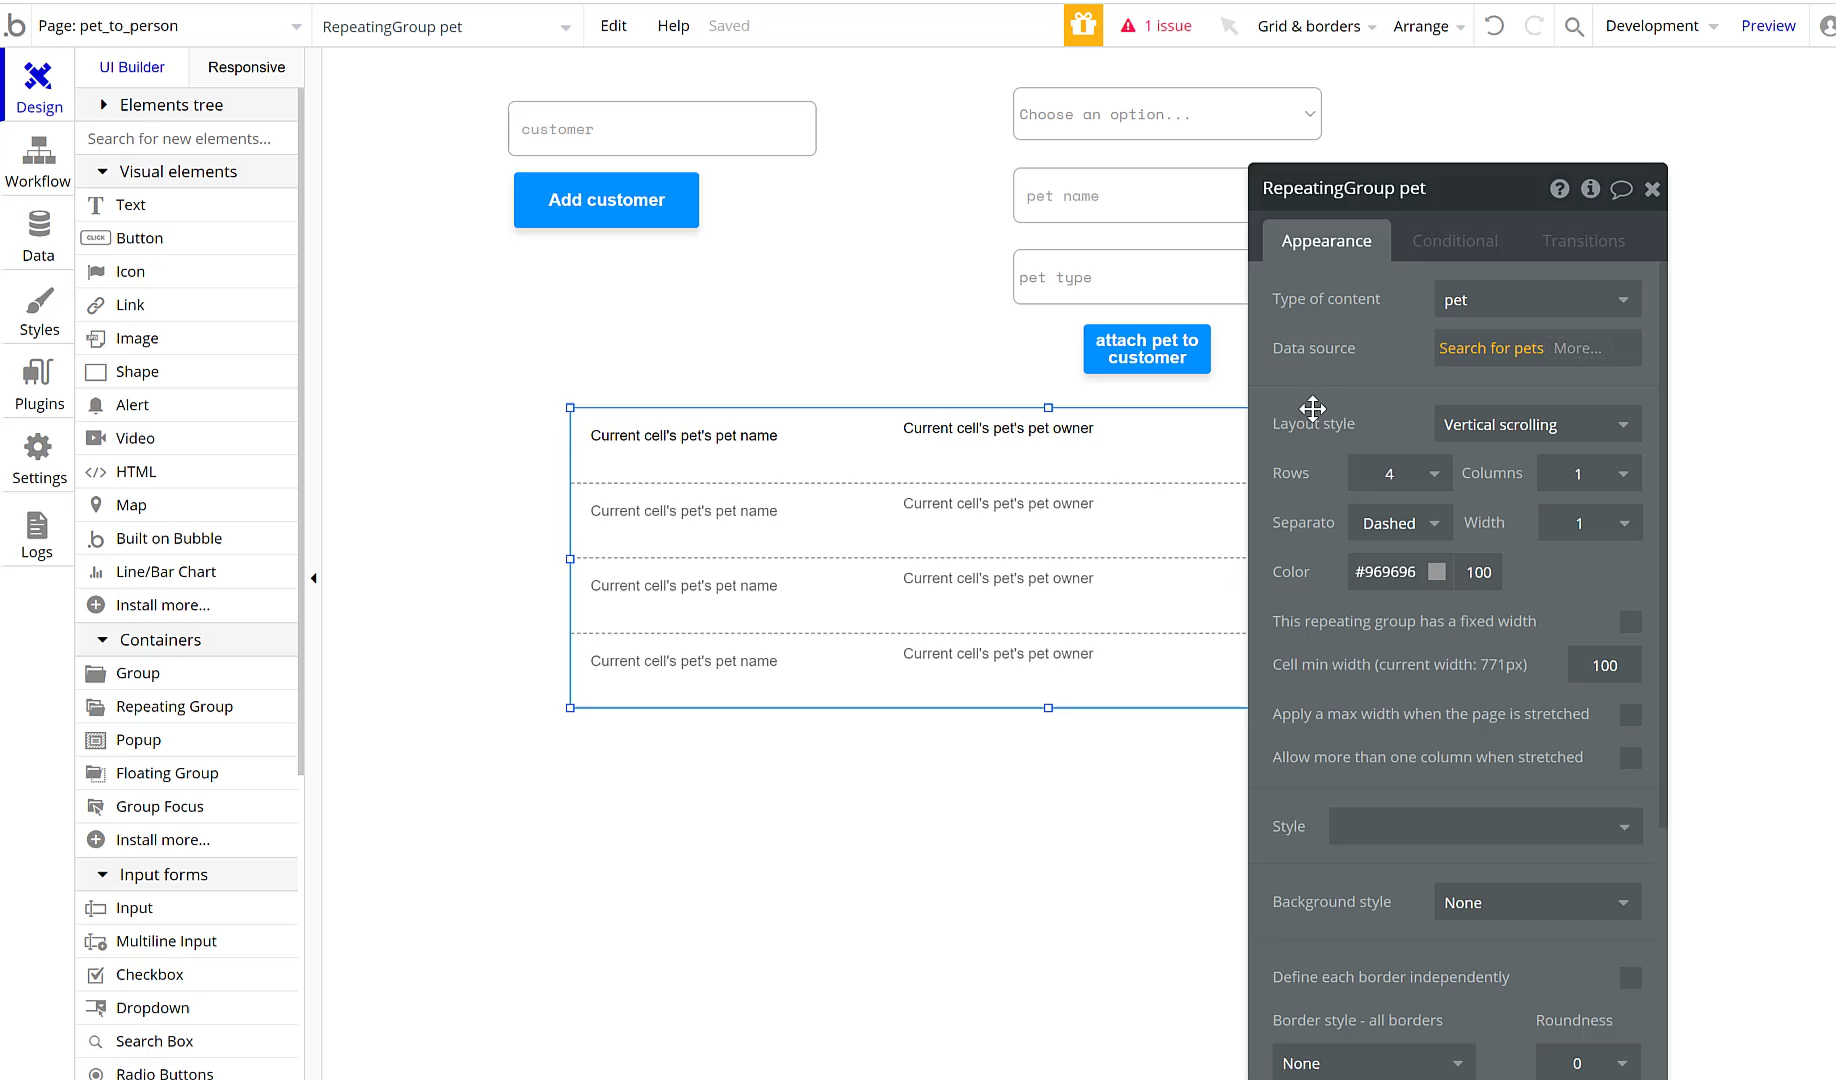 Page: pet_to_person
RepeatingGroup pet
Edit
Help
Saved
1 issue
Grid & borders
Arrange
Development
Preview
Design
Workflow
Data
Styles
Plugins
Settings
Logs
UI Builder
Responsive
Elements tree
Search for new elements...
Visual elements
Text
CLICK
Button
Icon
Link
Image
Shape
Alert
Video
HTML
Map
Built on Bubble
Line/Bar Chart
Install more...
Containers
Group
Repeating Group
Popup
Floating Group
Group Focus
Install more...
Input forms
Input
Multiline Input
Checkbox
Dropdown
Search Box
Radio Buttons
customer
Add customer
Choose an option...
pet name
pet type
attach pet to
customer
Current cell's pet's pet name
Current cell's pet's pet owner
Current cell's pet's pet name
Current cell's pet's pet owner
Current cell's pet's pet name
Current cell's pet's pet owner
Current cell's pet's pet name
Current cell's pet's pet owner
RepeatingGroup pet
Appearance
Conditional
Transitions
Type of content
pet
Data source
Search for pets More...
Layout style
Vertical scrolling
Rows
4
Columns
1
Separato
Dashed
Width
1
Color
#969696
100
This repeating group has a fixed width
Cell min width (current width: 771px)
100
Apply a max width when the page is stretched
Allow more than one column when stretched
Style
Background style
None
Define each border independently
Border style - all borders
Roundness
None
0